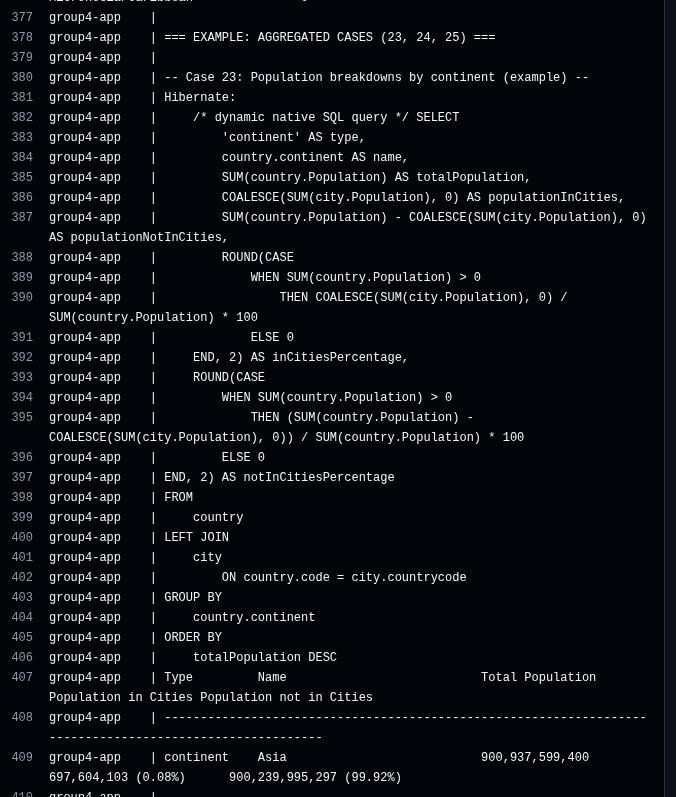 377 group4-app |
378 group4-app | === EXAMPLE: AGGREGATED CASES (23, 24, 25) ===
379 group4-app |
380 group4-app | -- Case 23: Population breakdowns by continent (example) --
381 group4-app | Hibernate:
382 group4-app |     /* dynamic native SQL query */ SELECT
383 group4-app |         'continent' AS type,
384 group4-app |         country.continent AS name,
385 group4-app |         SUM(country.Population) AS totalPopulation,
386 group4-app |         COALESCE(SUM(city.Population), 0) AS populationInCities,
387 group4-app |         SUM(country.Population) - COALESCE(SUM(city.Population), 0)
AS populationNotInCities,
388 group4-app |         ROUND(CASE
389 group4-app |             WHEN SUM(country.Population) > 0
390 group4-app |                 THEN COALESCE(SUM(city.Population), 0) /
SUM(country.Population) * 100
391 group4-app |             ELSE 0
392 group4-app |     END, 2) AS inCitiesPercentage,
393 group4-app |     ROUND(CASE
394 group4-app |         WHEN SUM(country.Population) > 0
395 group4-app |             THEN (SUM(country.Population) -
COALESCE(SUM(city.Population), 0)) / SUM(country.Population) * 100
396 group4-app |         ELSE 0
397 group4-app | END, 2) AS notInCitiesPercentage
398 group4-app | FROM
399 group4-app |     country
400 group4-app | LEFT JOIN
401 group4-app |     city
402 group4-app |         ON country.code = city.countrycode
403 group4-app | GROUP BY
404 group4-app |     country.continent
405 group4-app | ORDER BY
406 group4-app |     totalPopulation DESC
407 group4-app | Type         Name                           Total Population
Population in Cities Population not in Cities
408 group4-app | -------------------------------------------------------------------
--------------------------------------
409 group4-app | continent    Asia                           900,937,599,400
697,604,103 (0.08%)      900,239,995,297 (99.92%)
410 group4-app |